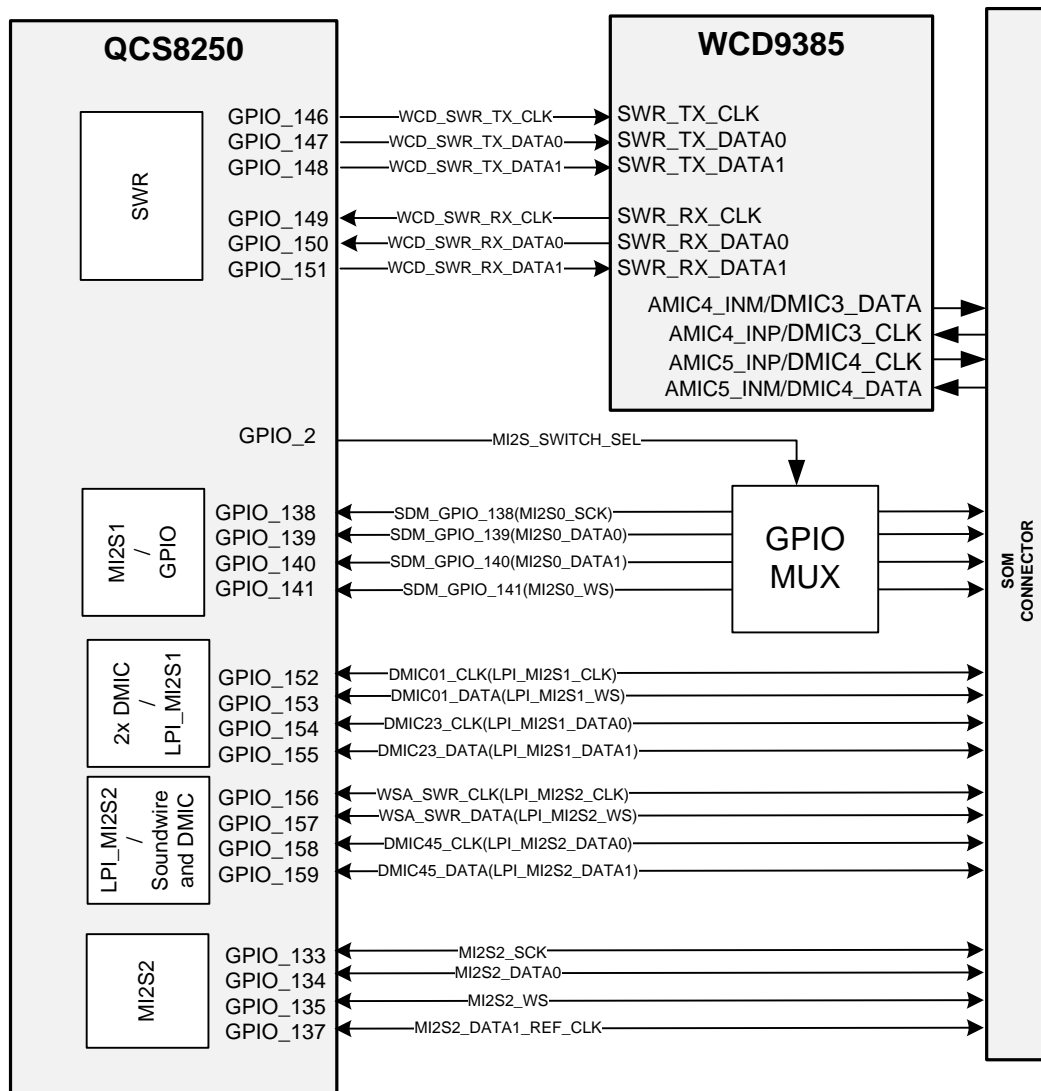 QCS8250
WCD9385
SWR
GPIO_146
WCD_SWR_TX_CLK
SWR_TX_CLK
GPIO_147
WCD_SWR_TX_DATA0
SWR_TX_DATA0
GPIO_148
WCD_SWR_TX_DATA1
SWR_TX_DATA1
GPIO_149
WCD_SWR_RX_CLK
SWR_RX_CLK
GPIO_150
WCD_SWR_RX_DATA0
SWR_RX_DATA0
GPIO_151
WCD_SWR_RX_DATA1
SWR_RX_DATA1
AMIC4_INM/DMIC3_DATA
AMIC4_INP/DMIC3_CLK
AMIC5_INP/DMIC4_CLK
AMIC5_INM/DMIC4_DATA
GPIO_2
MI2S_SWITCH_SEL
MI2S1
/
GPIO
GPIO_138
SDM_GPIO_138(MI2S0_SCK)
GPIO_139
SDM_GPIO_139(MI2S0_DATA0)
GPIO_140
SDM_GPIO_140(MI2S0_DATA1)
GPIO_141
SDM_GPIO_141(MI2S0_WS)
GPIO
MUX
SOM
CONNECTOR
2x DMIC
/
LPI_MI2S1
GPIO_152
DMIC01_CLK(LPI_MI2S1_CLK)
GPIO_153
DMIC01_DATA(LPI_MI2S1_WS)
GPIO_154
DMIC23_CLK(LPI_MI2S1_DATA0)
GPIO_155
DMIC23_DATA(LPI_MI2S1_DATA1)
LPI_MI2S2
/
Soundwire
and DMIC
GPIO_156
WSA_SWR_CLK(LPI_MI2S2_CLK)
GPIO_157
WSA_SWR_DATA(LPI_MI2S2_WS)
GPIO_158
DMIC45_CLK(LPI_MI2S2_DATA0)
GPIO_159
DMIC45_DATA(LPI_MI2S2_DATA1)
MI2S2
GPIO_133
MI2S2_SCK
GPIO_134
MI2S2_DATA0
GPIO_135
MI2S2_WS
GPIO_137
MI2S2_DATA1_REF_CLK